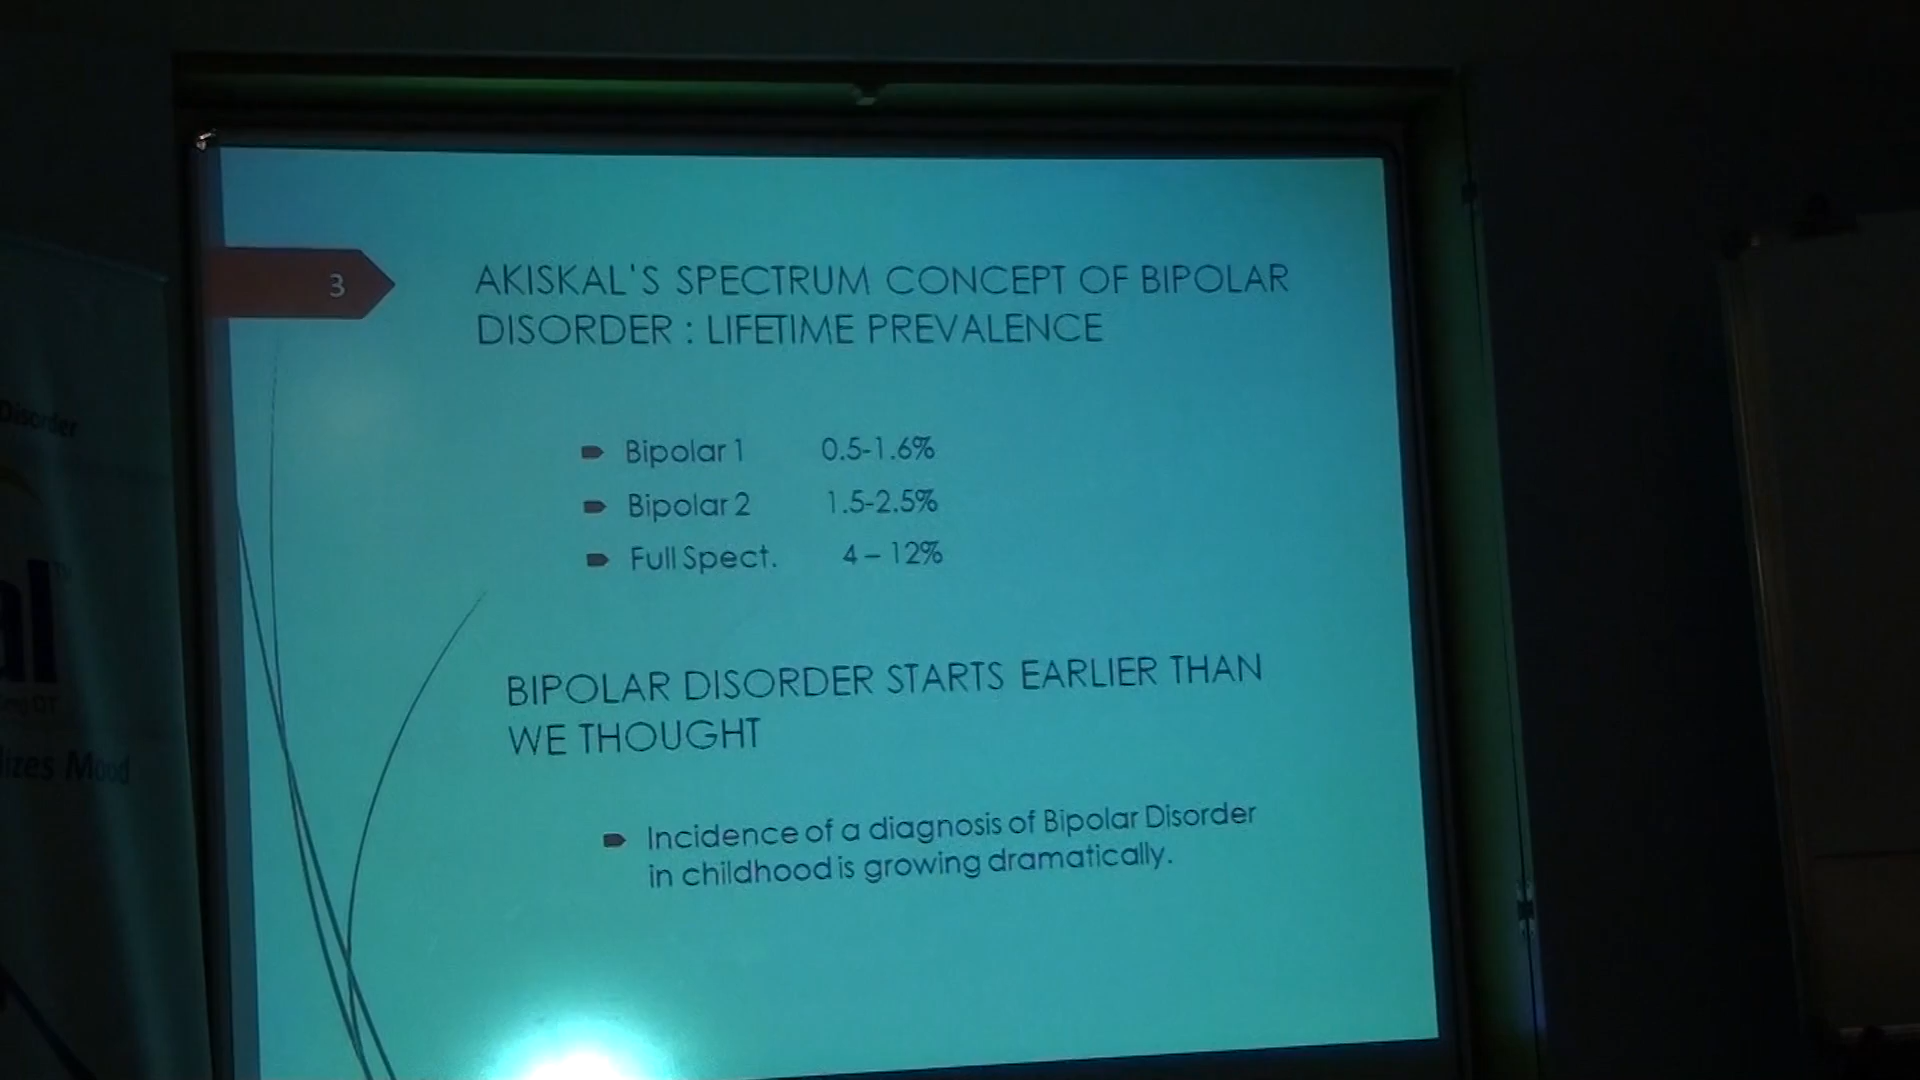 3
AKISKAL'S SPECTRUM CONCEPT OF BIPOLAR
DISORDER : LIFETIME PREVALENCE
Bipolar 1 0.5-1.6%
Bipolar 2 1.5-2.5%
Full Spect. 4 – 12%
BIPOLAR DISORDER STARTS EARLIER THAN
WE THOUGHT
Incidence of a diagnosis of Bipolar Disorder
in childhood is growing dramatically.
Disorder
Mood